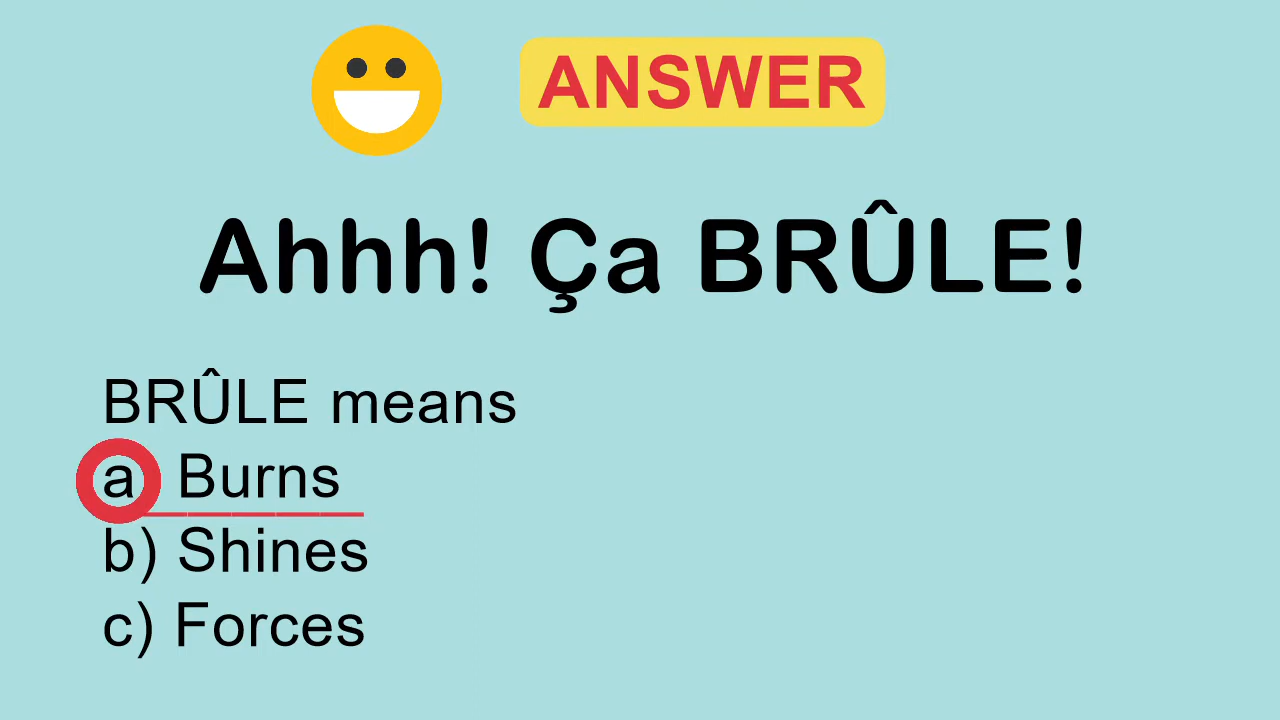 ANSWER
Ahhh! Ça BRÛLE!
BRÛLE means
a Burns
b) Shines
c) Forces